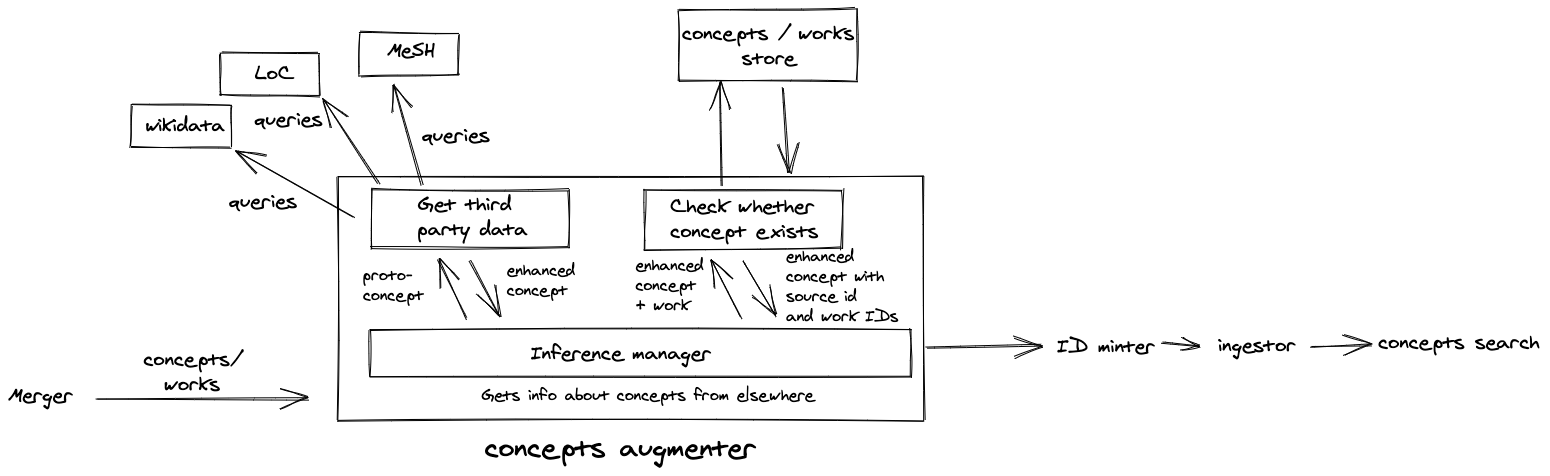 MeSH
LoC
wikidata
queries
queries
queries
concepts / works
store
Get third
party data
Check whether
concept exists
proto-
concept
enhanced
concept
enhanced
concept
+ work
enhanced
concept with
source id
and work IDs
Inference manager
Gets info about concepts from elsewhere
concepts augmenter
Merger
concepts/
works
ID minter
ingestor
concepts search